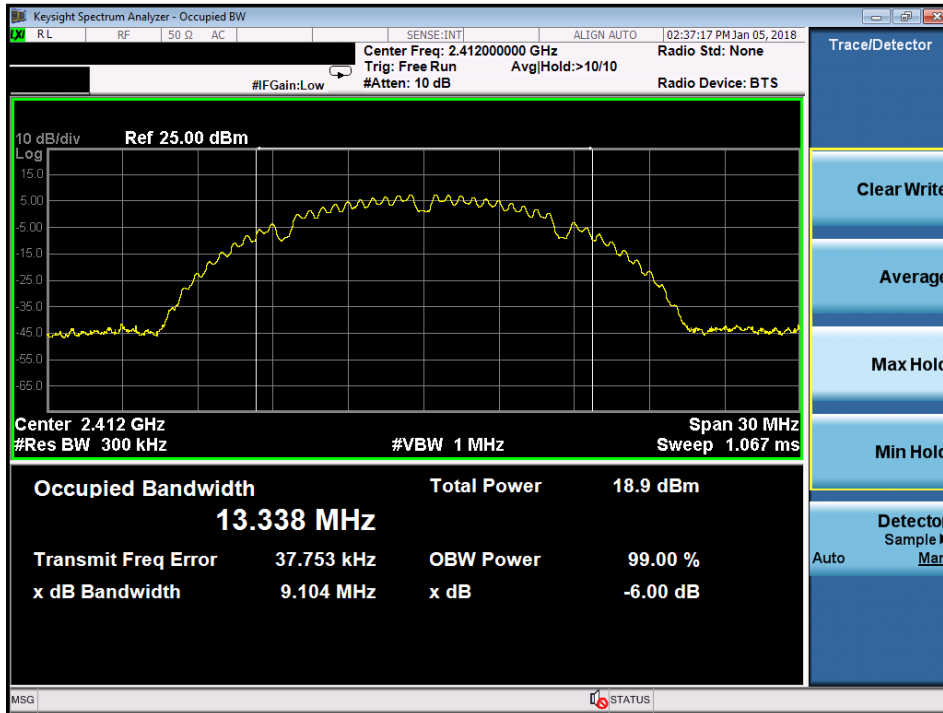 Keysight Spectrum Analyzer - Occupied BW
LXI RL RF 50 Ω AC SENSE:INT ALIGN AUTO 02:37:17 PM Jan 05, 2018
Center Freq: 2.412000000 GHz Radio Std: None
Trig: Free Run Avg|Hold:>10/10
#IFGain:Low #Atten: 10 dB Radio Device: BTS
Trace/Detector
10 dB/div Ref 25.00 dBm
Log
15.0
5.00
-5.00
-15.0
-25.0
-35.0
-45.0
-55.0
-65.0
Center 2.412 GHz Span 30 MHz
#Res BW 300 kHz #VBW 1 MHz Sweep 1.067 ms
Occupied Bandwidth Total Power 18.9 dBm
13.338 MHz
Transmit Freq Error 37.753 kHz OBW Power 99.00 %
x dB Bandwidth 9.104 MHz x dB -6.00 dB
Clear Write
Average
Max Hold
Min Hold
Detector
Sample
Auto Man
MSG STATUS